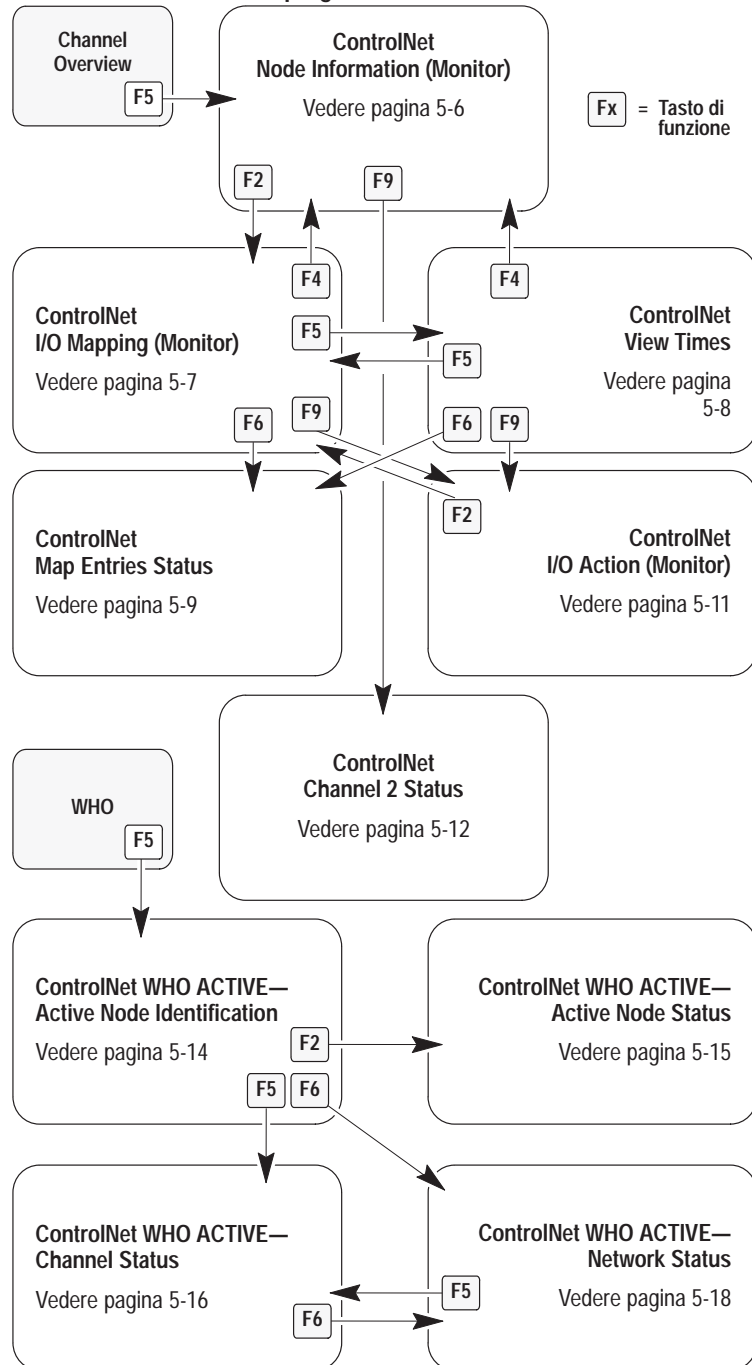 Channel
Overview
F5
ControlNet
Node Information (Monitor)
Vedere pagina 5-6
Fx = Tasto di
funzione
F2
F9
F4
F4
ControlNet
I/O Mapping (Monitor)
Vedere pagina 5-7
F5
F5
ControlNet
View Times
Vedere pagina
5-8
F6
F9
F6
F9
F2
ControlNet
Map Entries Status
Vedere pagina 5-9
ControlNet
I/O Action (Monitor)
Vedere pagina 5-11
ControlNet
Channel 2 Status
Vedere pagina 5-12
WHO
F5
ControlNet WHO ACTIVE—
Active Node Identification
Vedere pagina 5-14
F2
F5
F6
ControlNet WHO ACTIVE—
Active Node Status
Vedere pagina 5-15
ControlNet WHO ACTIVE—
Channel Status
Vedere pagina 5-16
F6
ControlNet WHO ACTIVE—
Network Status
Vedere pagina 5-18
F5